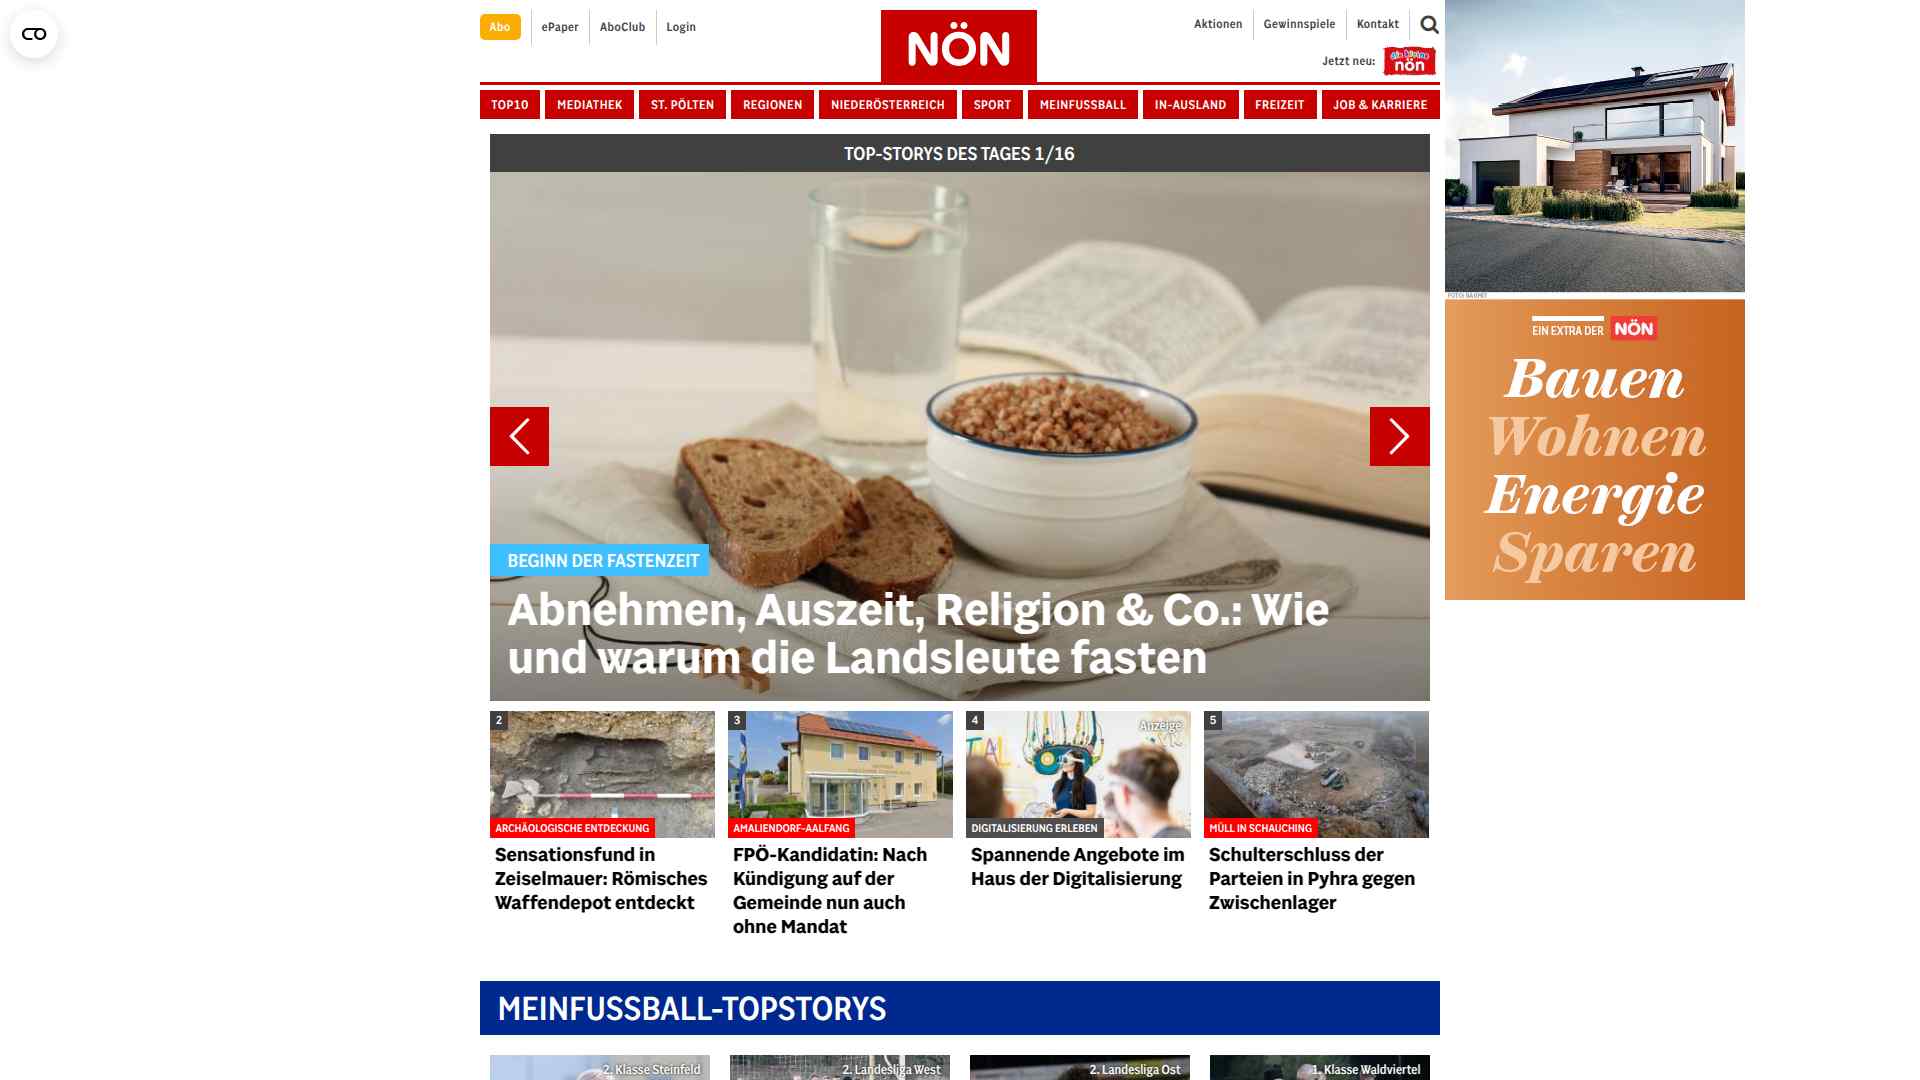 Abo
ePaper
AboClub
Login
NÖN
Aktionen
Gewinnspiele
Kontakt
Jetzt neu:
die kleine
nön
TOP10
MEDIATHEK
ST. PÖLTEN
REGIONEN
NIEDERÖSTERREICH
SPORT
MEINFUSSBALL
IN-AUSLAND
FREIZEIT
JOB & KARRIERE
TOP-STORYS DES TAGES 1/16
BEGINN DER FASTENZEIT
Abnehmen, Auszeit, Religion & Co.: Wie
und warum die Landsleute fasten
EIN EXTRA DER NÖN
Bauen
Wohnen
Energie
Sparen
2
ARCHÄOLOGISCHE ENTDECKUNG
Sensationsfund in
Zeiselmauer: Römisches
Waffendepot entdeckt
3
AMALIENDORF-AALFANG
FPÖ-Kandidatin: Nach
Kündigung auf der
Gemeinde nun auch
ohne Mandat
4
Anzeige
DIGITALISIERUNG ERLEBEN
Spannende Angebote im
Haus der Digitalisierung
5
MÜLL IN SCHAUCHING
Schulterschluss der
Parteien in Pyhra gegen
Zwischenlager
MEINFUSSBALL-TOPSTORYS
2. Klasse Steinfeld
2. Landesliga West
2. Landesliga Ost
1. Klasse Waldviertel